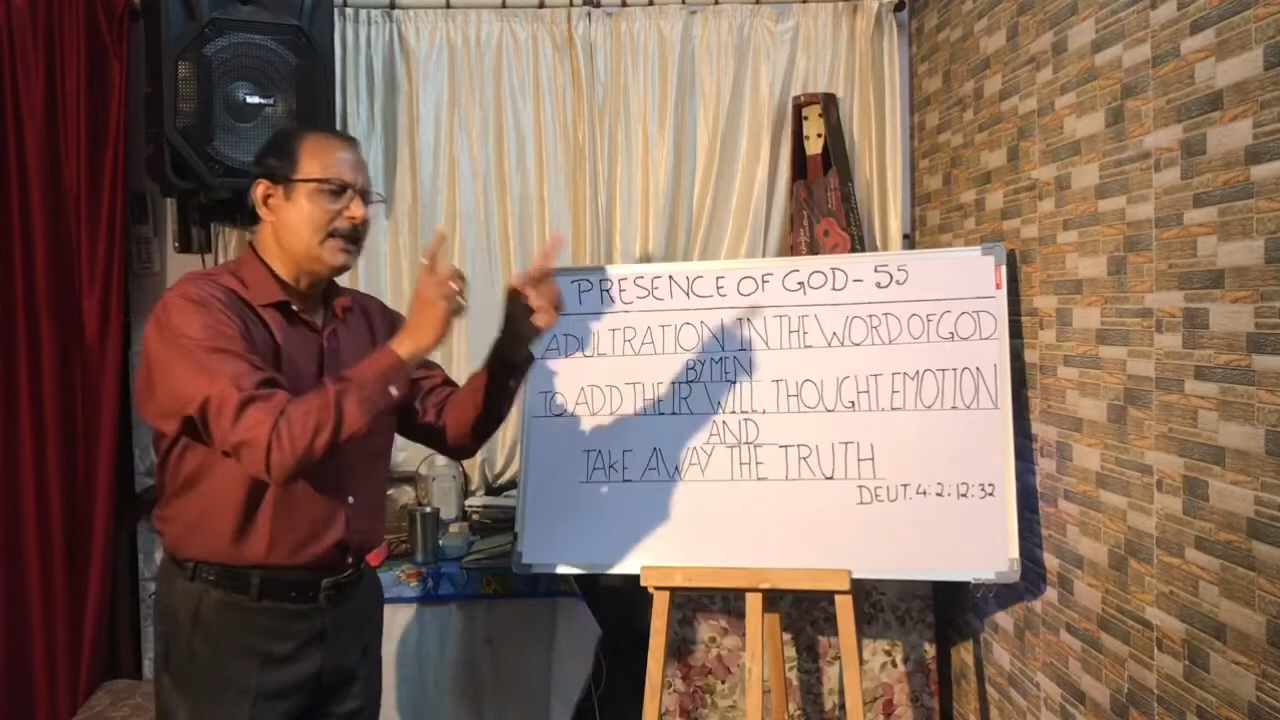 PRESENCE OF GOD - 55
ADULTRATION IN THE WORD OF GOD
BY MEN
TO ADD THEIR WILL, THOUGHT, EMOTION
AND
TAKE AWAY THE TRUTH
DEUT. 4:2:12:32